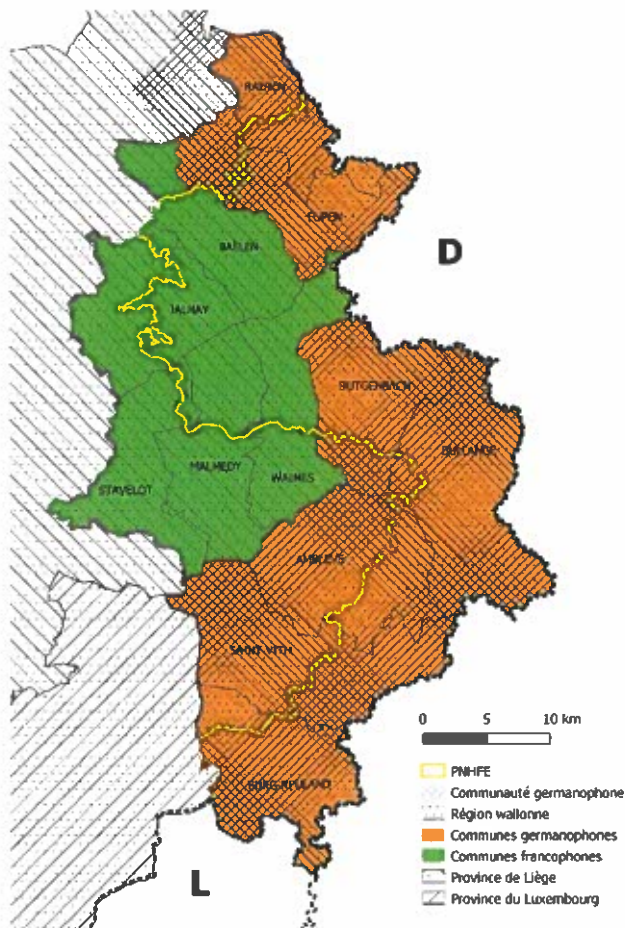 RAEREN
EUPEN
D
BAELEN
JALHAY
BUTGENBACH
BULLANGE
MALMEDY
WAIMES
STAVELOT
AMBLEVE
SAINT-VITH
0 5 10 km
BURG-REULAND
L
PNHFE
Communauté germanophone
Région wallonne
Communes germanophones
Communes francophones
Province de Liège
Province du Luxembourg